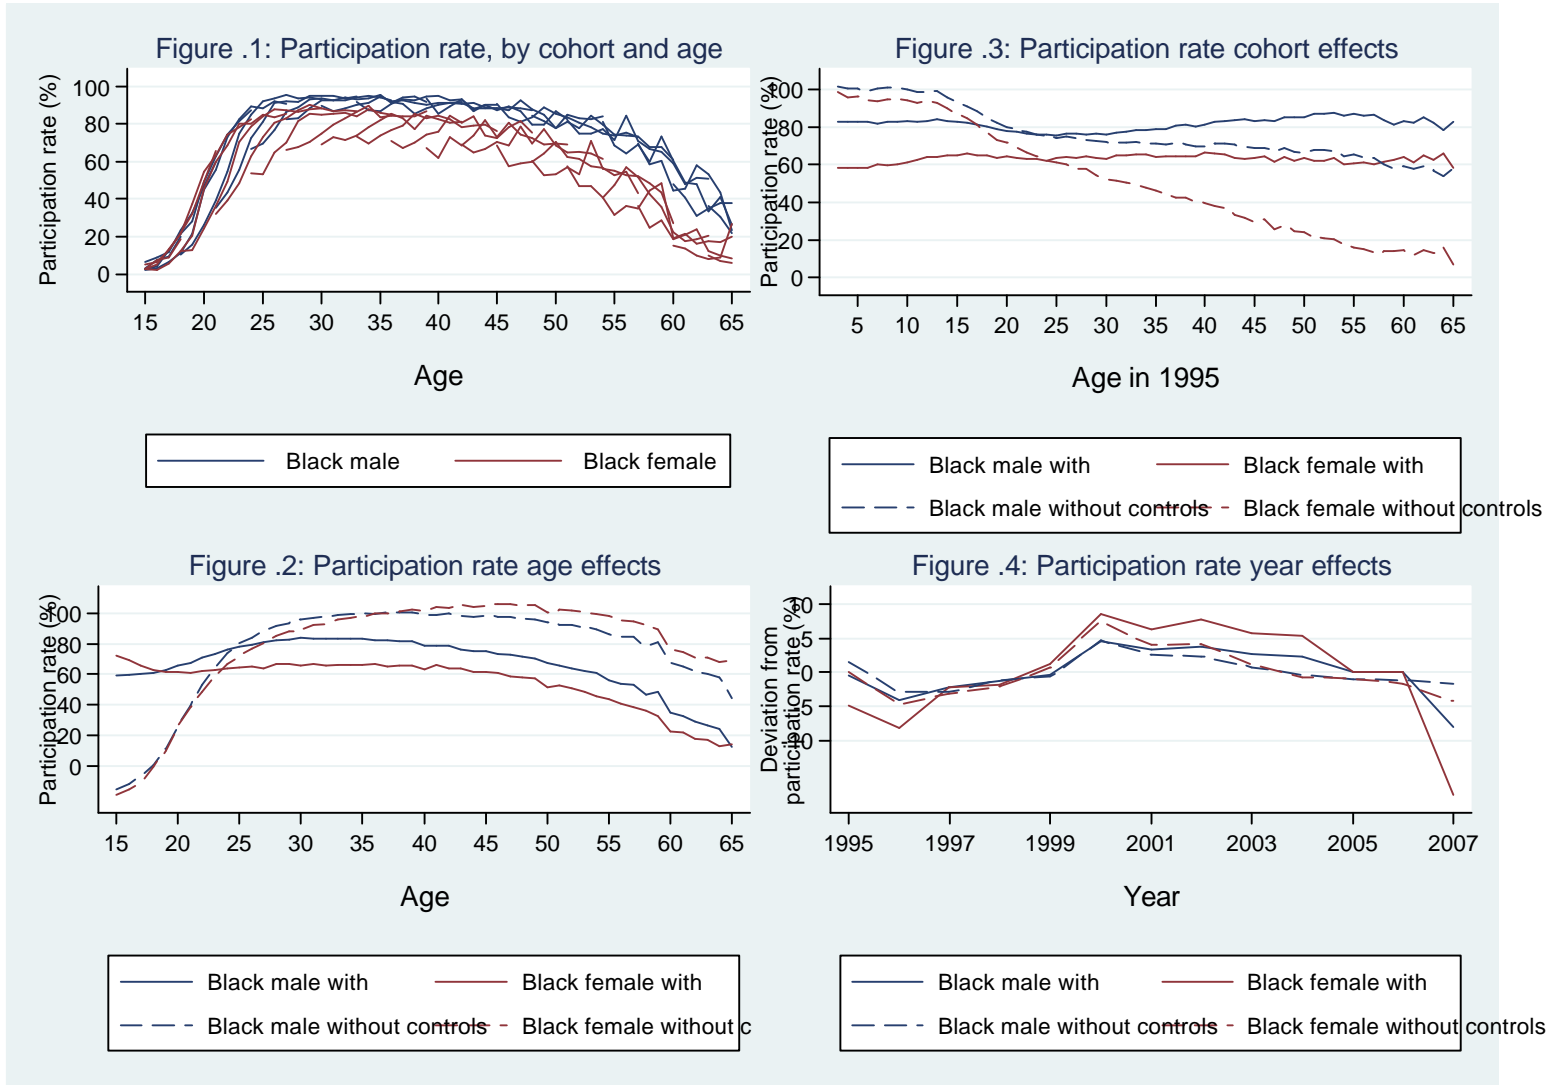 Figure .1: Participation rate, by cohort and age
Participation rate (%)
100
80
60
40
20
0
15 20 25 30 35 40 45 50 55 60 65
Age
Black male Black female
Figure .3: Participation rate cohort effects
Participation rate (%)
100
80
60
40
20
0
5 10 15 20 25 30 35 40 45 50 55 60 65
Age in 1995
Black male with Black female with
Black male without controls Black female without controls
Figure .2: Participation rate age effects
Participation rate (%)
100
80
60
40
20
0
15 20 25 30 35 40 45 50 55 60 65
Age
Black male with Black female with
Black male without controls Black female without c
Figure .4: Participation rate year effects
Deviation from
participation rate (%)
10
5
0
-5
-10
1995 1997 1999 2001 2003 2005 2007
Year
Black male with Black female with
Black male without controls Black female without controls